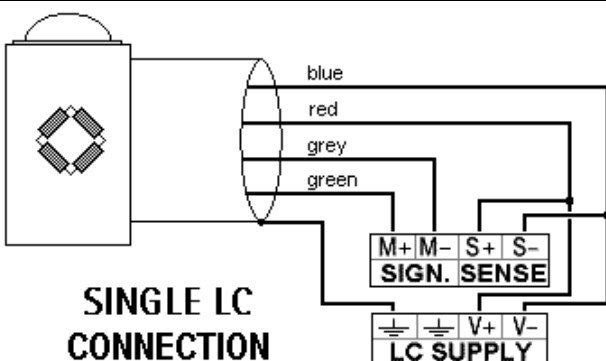 blue
red
grey
green
M+ M- S+ S-
SIGN. SENSE
SINGLE LC
CONNECTION
V+ V-
LC SUPPLY